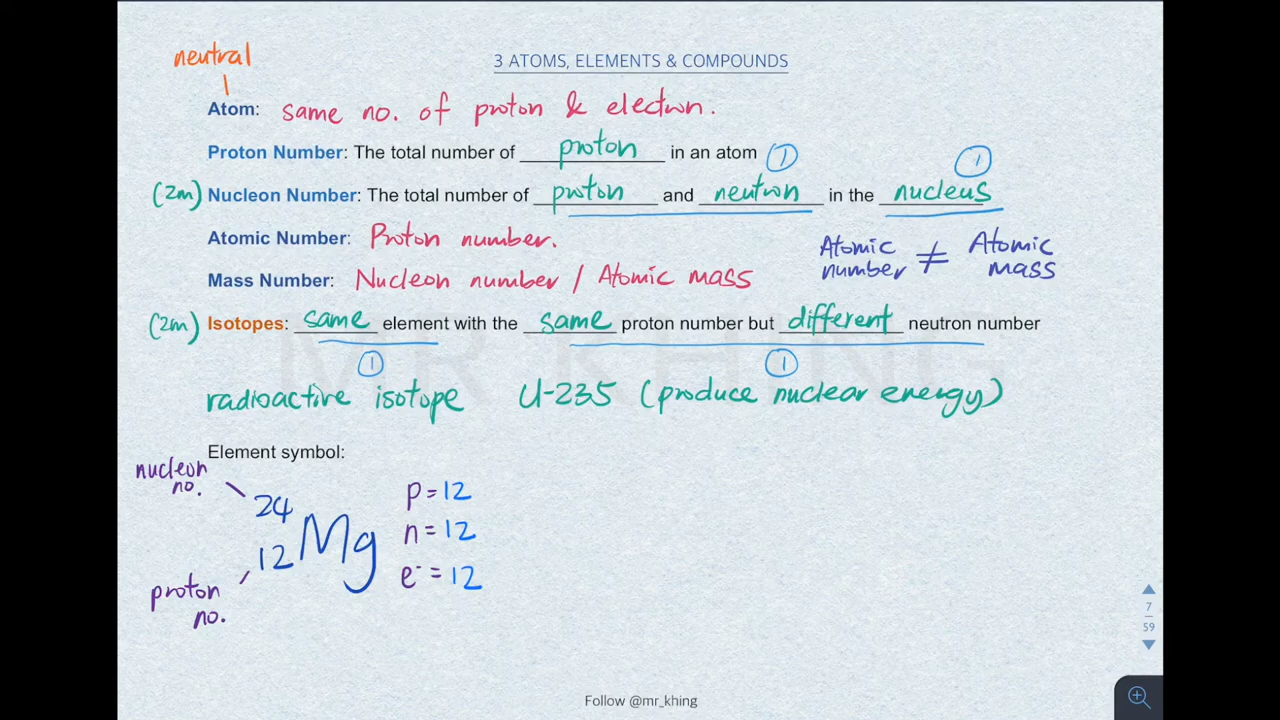 neutral
3 ATOMS, ELEMENTS & COMPOUNDS
Atom: same no. of proton & electron.
Proton Number: The total number of proton in an atom ①
①
(2m) Nucleon Number: The total number of proton and neutron in the nucleus
Atomic Number: Proton number.
Atomic number ≠ Atomic mass
Mass Number: Nucleon number / Atomic mass
(2m) Isotopes: same element with the same proton number but different neutron number
① ①
MR KHING
radioactive isotope U-235 (produce nuclear energy)
Element symbol:
nucleon no.
24
12 Mg
p = 12
n = 12
e⁻ = 12
proton no.
7
59
Follow @mr_khing